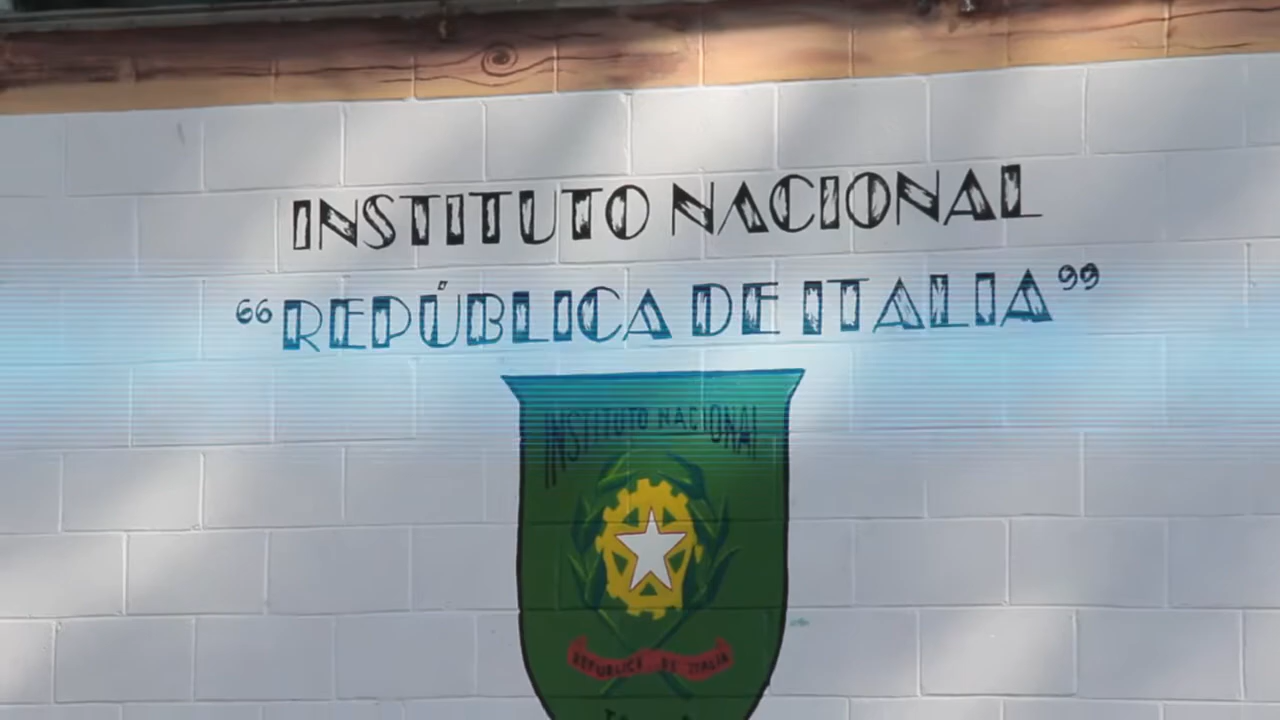 INSTITUTO NACIONAL
“REPÚBLICA DE ITALIA”
INSTITUTO NACIONAL
REPUBLICA DE ITALIA